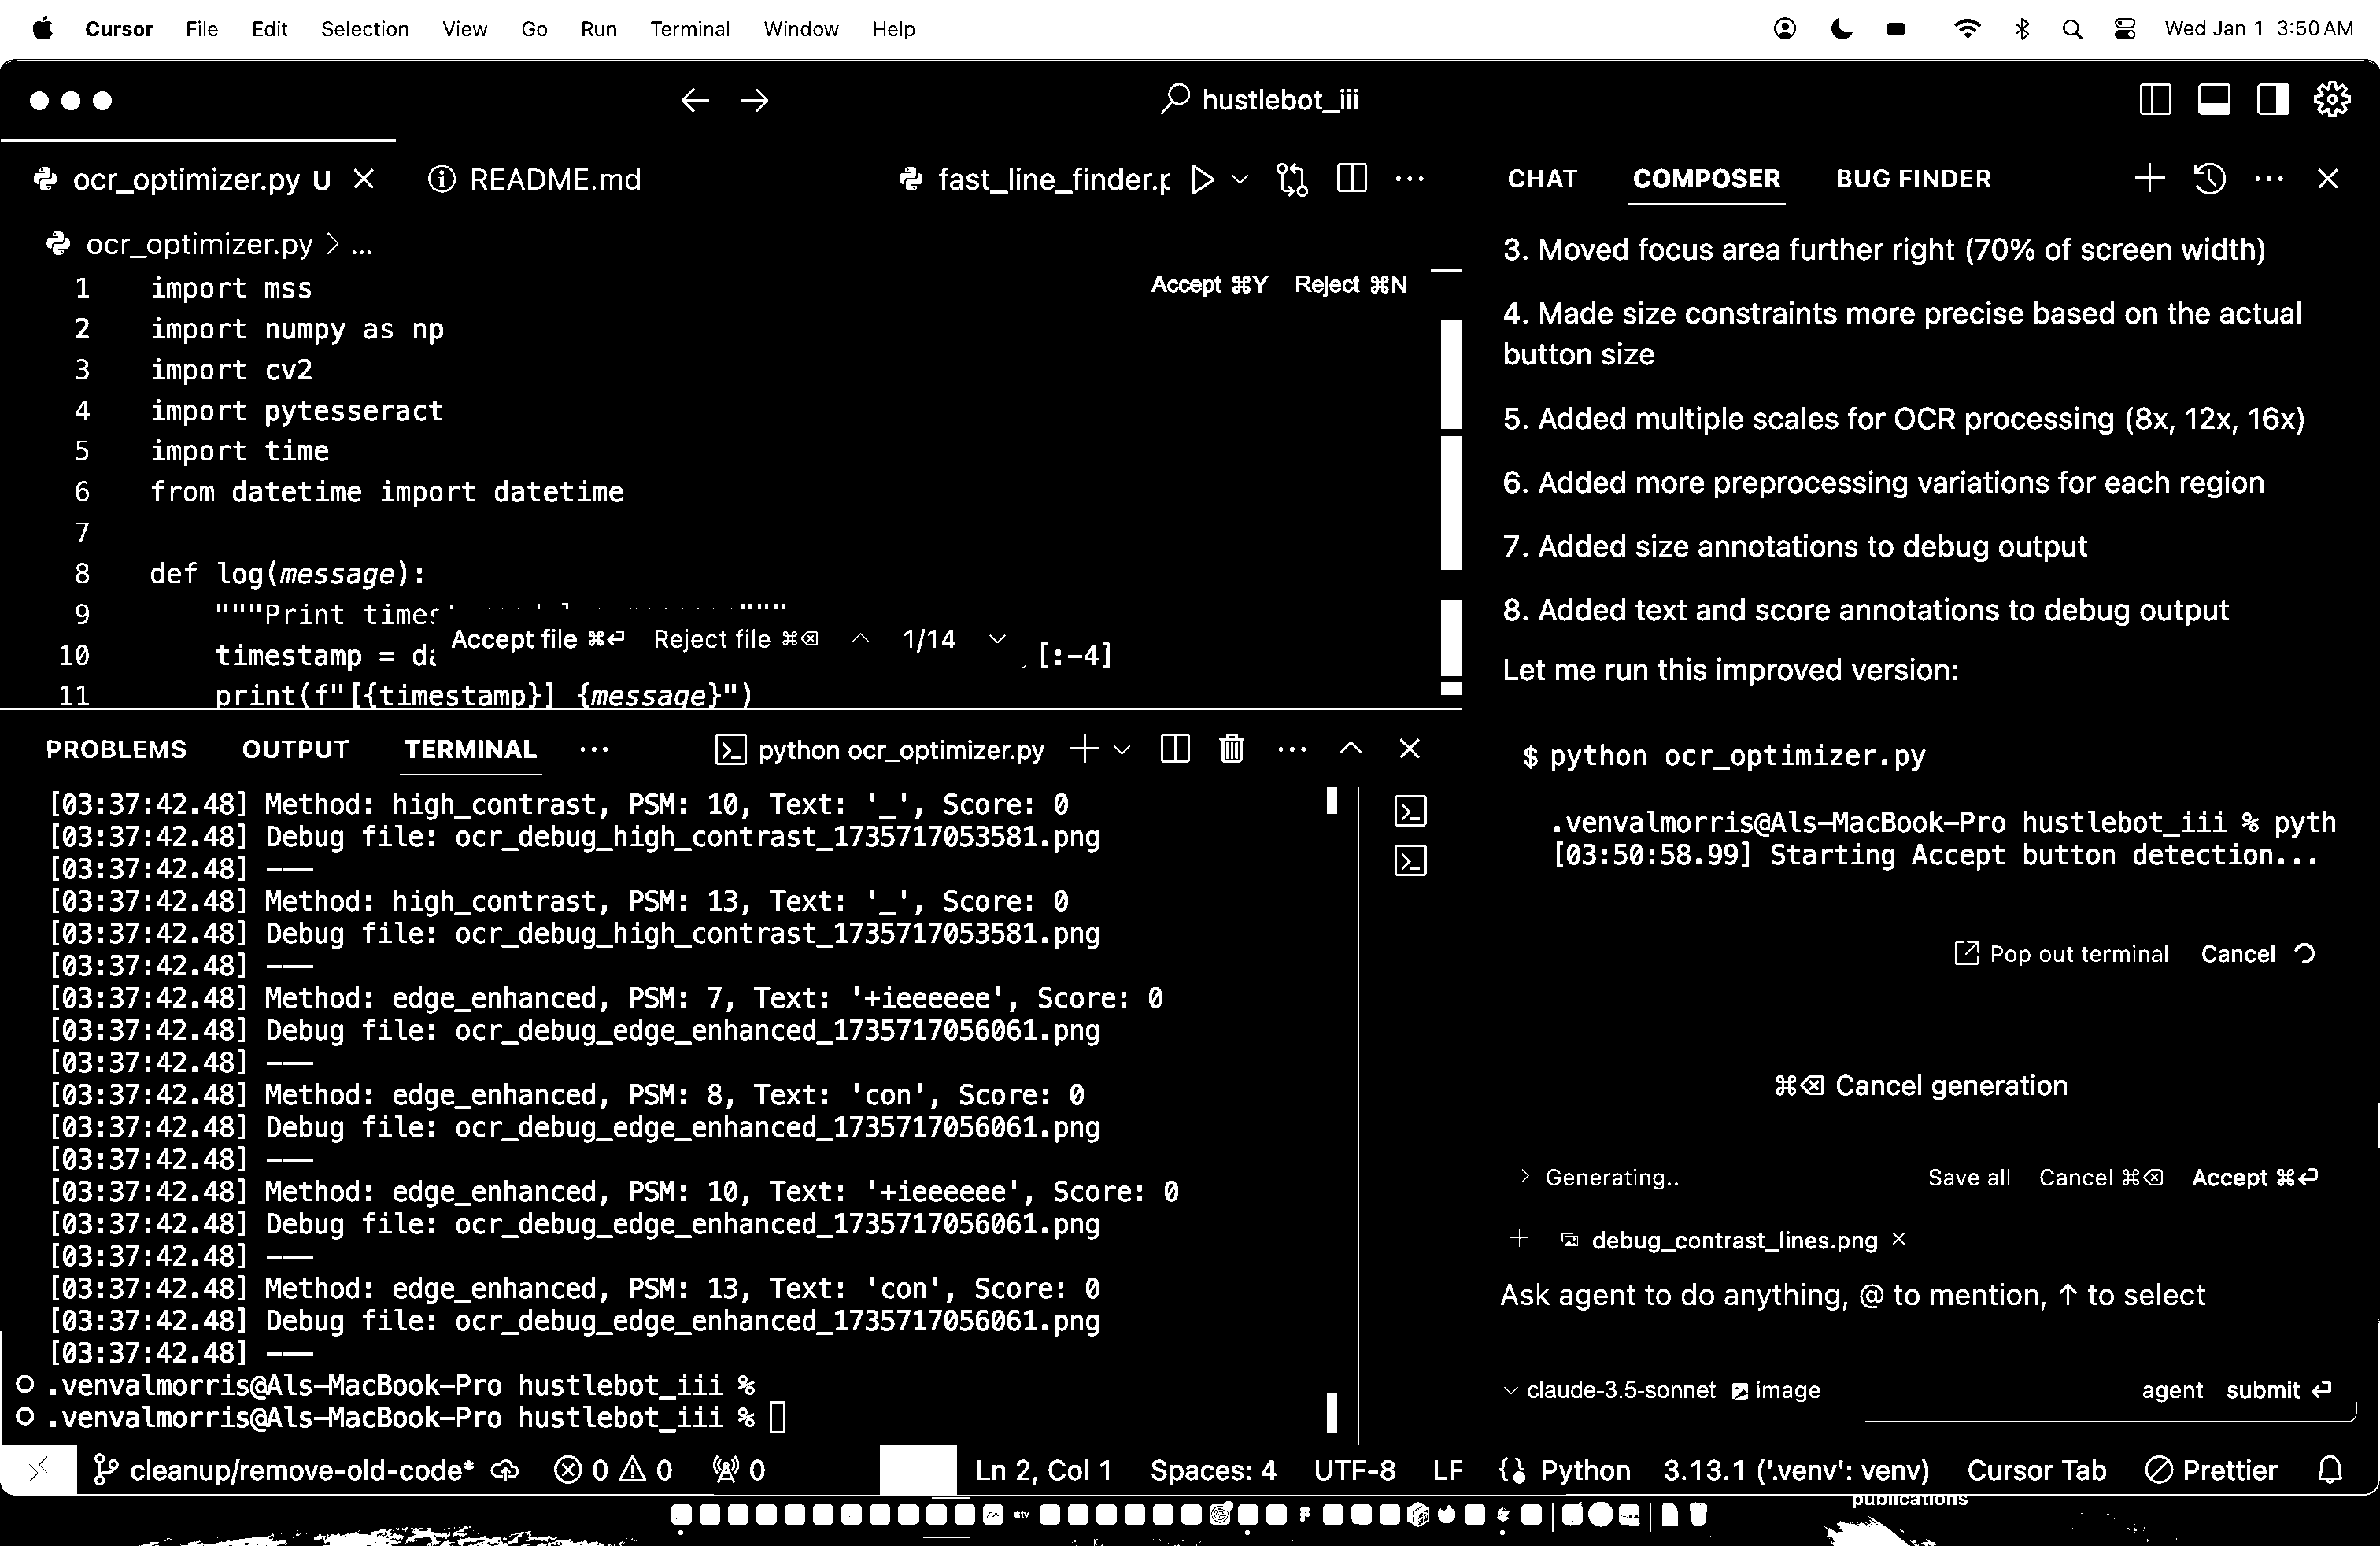 Cursor File Edit Selection View Go Run Terminal Window Help
Wed Jan 1 3:50 AM
hustlebot_iii
ocr_optimizer.py U
README.md
fast_line_finder.p
ocr_optimizer.py > ...
Accept ⌘Y Reject ⌘N
1 import mss
2 import numpy as np
3 import cv2
4 import pytesseract
5 import time
6 from datetime import datetime
7
8 def log(message):
9 """Print times """
10 timestamp = da [:-4]
11 print(f"[{timestamp}] {message}")
Accept file ⌘⏎ Reject file ⌘⌫ 1/14
PROBLEMS OUTPUT TERMINAL ...
python ocr_optimizer.py
[03:37:42.48] Method: high_contrast, PSM: 10, Text: '_', Score: 0
[03:37:42.48] Debug file: ocr_debug_high_contrast_1735717053581.png
[03:37:42.48] ---
[03:37:42.48] Method: high_contrast, PSM: 13, Text: '_', Score: 0
[03:37:42.48] Debug file: ocr_debug_high_contrast_1735717053581.png
[03:37:42.48] ---
[03:37:42.48] Method: edge_enhanced, PSM: 7, Text: '+ieeeeee', Score: 0
[03:37:42.48] Debug file: ocr_debug_edge_enhanced_1735717056061.png
[03:37:42.48] ---
[03:37:42.48] Method: edge_enhanced, PSM: 8, Text: 'con', Score: 0
[03:37:42.48] Debug file: ocr_debug_edge_enhanced_1735717056061.png
[03:37:42.48] ---
[03:37:42.48] Method: edge_enhanced, PSM: 10, Text: '+ieeeeee', Score: 0
[03:37:42.48] Debug file: ocr_debug_edge_enhanced_1735717056061.png
[03:37:42.48] ---
[03:37:42.48] Method: edge_enhanced, PSM: 13, Text: 'con', Score: 0
[03:37:42.48] Debug file: ocr_debug_edge_enhanced_1735717056061.png
[03:37:42.48] ---
.venvalmorris@Als-MacBook-Pro hustlebot_iii %
.venvalmorris@Als-MacBook-Pro hustlebot_iii %
CHAT COMPOSER BUG FINDER
3. Moved focus area further right (70% of screen width)
4. Made size constraints more precise based on the actual
button size
5. Added multiple scales for OCR processing (8x, 12x, 16x)
6. Added more preprocessing variations for each region
7. Added size annotations to debug output
8. Added text and score annotations to debug output
Let me run this improved version:
$ python ocr_optimizer.py
.venvalmorris@Als-MacBook-Pro hustlebot_iii % pyth
[03:50:58.99] Starting Accept button detection...
Pop out terminal Cancel
⌘⌫ Cancel generation
> Generating.. Save all Cancel ⌘⌫ Accept ⌘⏎
+ debug_contrast_lines.png ×
Ask agent to do anything, @ to mention, ↑ to select
claude-3.5-sonnet image agent submit ⏎
cleanup/remove-old-code* 0 0 0
Ln 2, Col 1 Spaces: 4 UTF-8 LF Python 3.13.1 ('.venv': venv) Cursor Tab Prettier
tv
publications